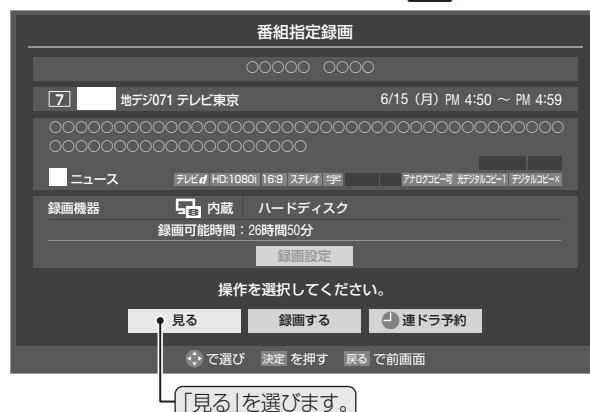 番組指定録画
○○○○○ ○○○○
7 地デジ071 テレビ東京 6/15（月）PM 4:50 ～ PM 4:59
○○○○○○○○○○○○○○○○○○○○○○○○○○○○○○○○○○○○○○○
○○○○○○○○○○○○○○○○○○○○
ニュース テレビd HD:1080i 16:9 ステレオ 字 アナログコピー可 光デジタルコピー1 デジタルコピー×
録画機器 内蔵 ハードディスク
録画可能時間：26時間50分
録画設定
操作を選択してください。
見る 録画する 連ドラ予約
で選び 決定 を押す 戻る で前画面
「見る」を選びます。